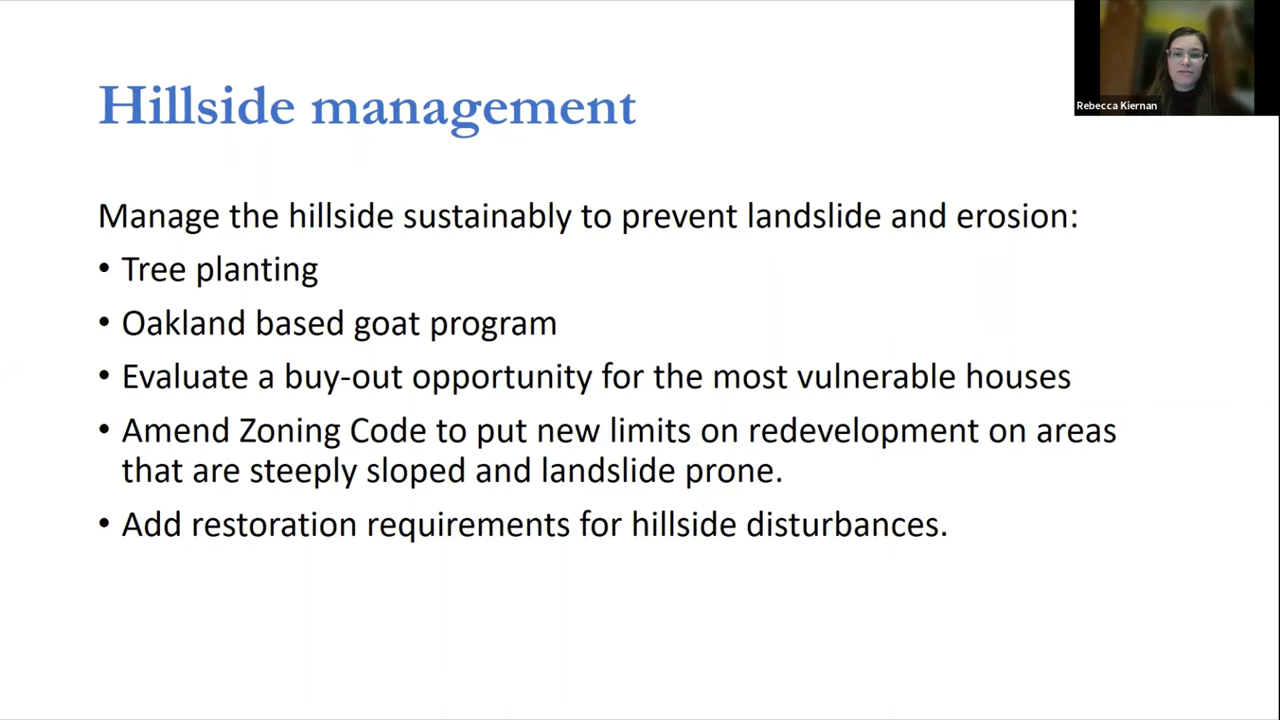 Hillside management
Rebecca Kiernan
Manage the hillside sustainably to prevent landslide and erosion:
• Tree planting
• Oakland based goat program
• Evaluate a buy-out opportunity for the most vulnerable houses
• Amend Zoning Code to put new limits on redevelopment on areas
that are steeply sloped and landslide prone.
• Add restoration requirements for hillside disturbances.